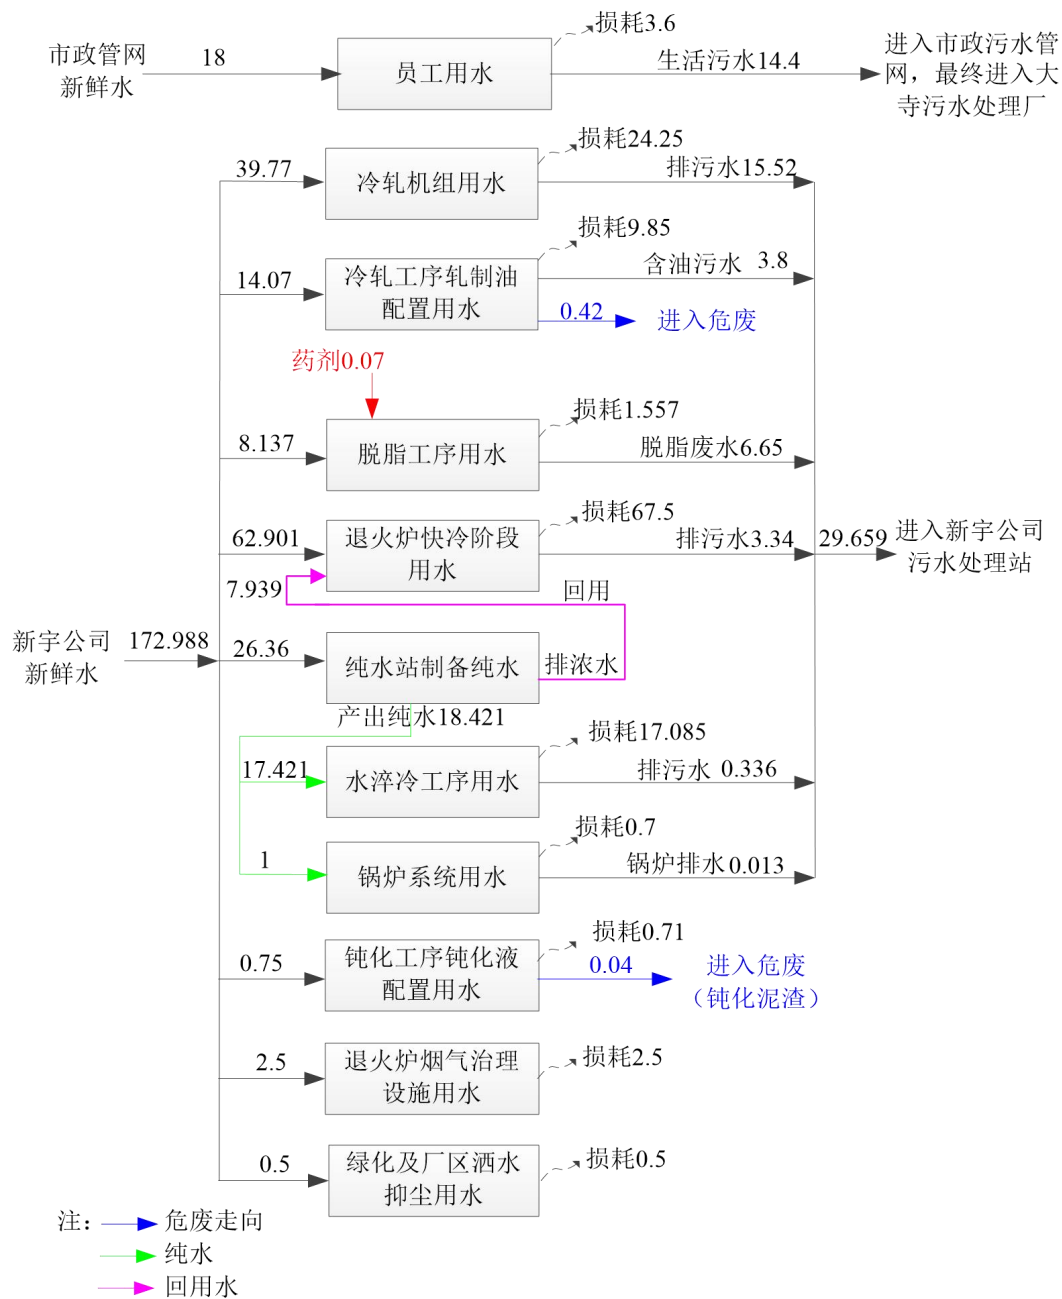 损耗3.6
市政管网
新鲜水
18
员工用水
生活污水14.4
进入市政污水管
网，最终进入大
寺污水处理厂
损耗24.25
39.77
冷轧机组用水
排污水15.52
损耗9.85
14.07
冷轧工序轧制油
配置用水
含油污水 3.8
0.42
进入危废
药剂0.07
损耗1.557
8.137
脱脂工序用水
脱脂废水6.65
损耗67.5
62.901
退火炉快冷阶段
用水
排污水3.34
29.659
进入新宇公司
污水处理站
7.939
回用
新宇公司
新鲜水
172.988
26.36
纯水站制备纯水
排浓水
产出纯水18.421
损耗17.085
17.421
水淬冷工序用水
排污水 0.336
损耗0.7
1
锅炉系统用水
锅炉排水0.013
损耗0.71
0.75
钝化工序钝化液
配置用水
0.04
进入危废
（钝化泥渣）
损耗2.5
2.5
退火炉烟气治理
设施用水
损耗0.5
0.5
绿化及厂区洒水
抑尘用水
注：
危废走向
纯水
回用水